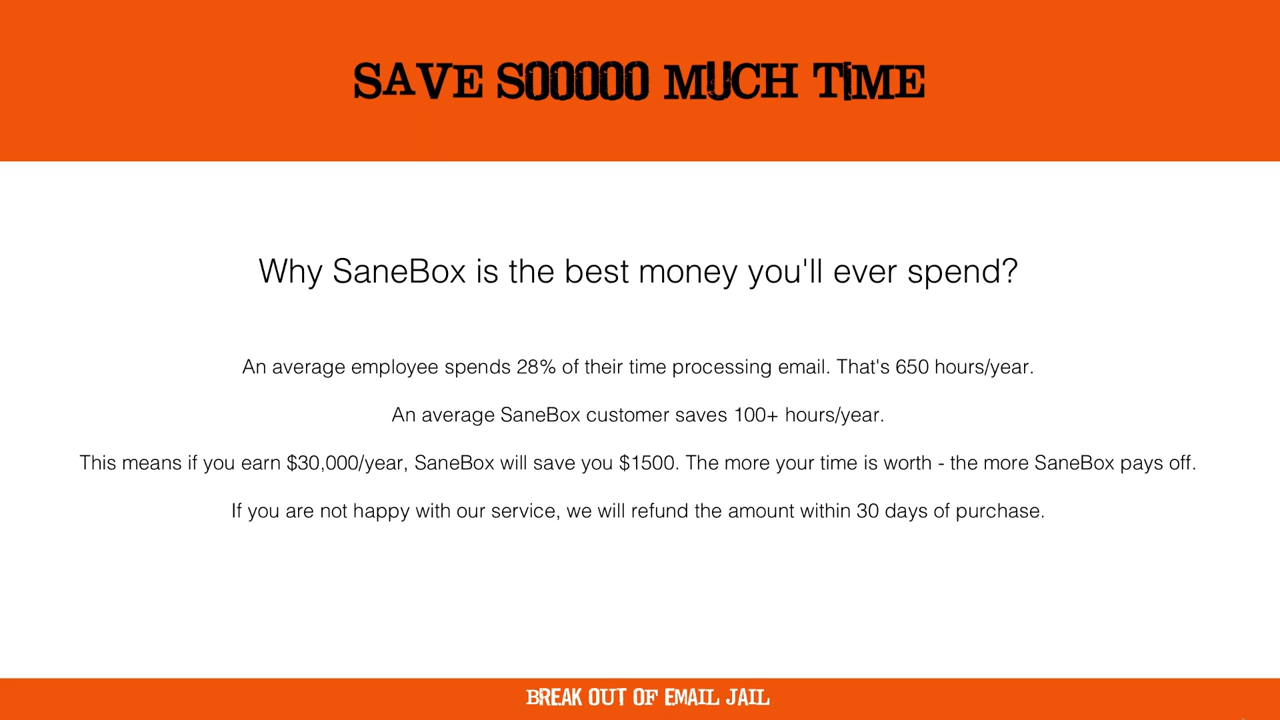 SAVE SOOOOO MUCH TIME
Why SaneBox is the best money you'll ever spend?
An average employee spends 28% of their time processing email. That's 650 hours/year.
An average SaneBox customer saves 100+ hours/year.
This means if you earn $30,000/year, SaneBox will save you $1500. The more your time is worth - the more SaneBox pays off.
If you are not happy with our service, we will refund the amount within 30 days of purchase.
BREAK OUT OF EMAIL JAIL